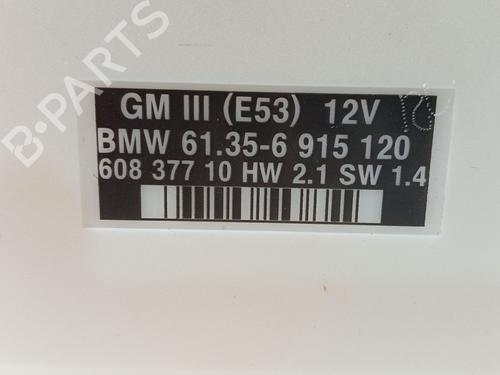 B-PARTS
GM III (E53) 12V
BMW 61.35-6 915 120
608 377 10 HW 2.1 SW 1.4